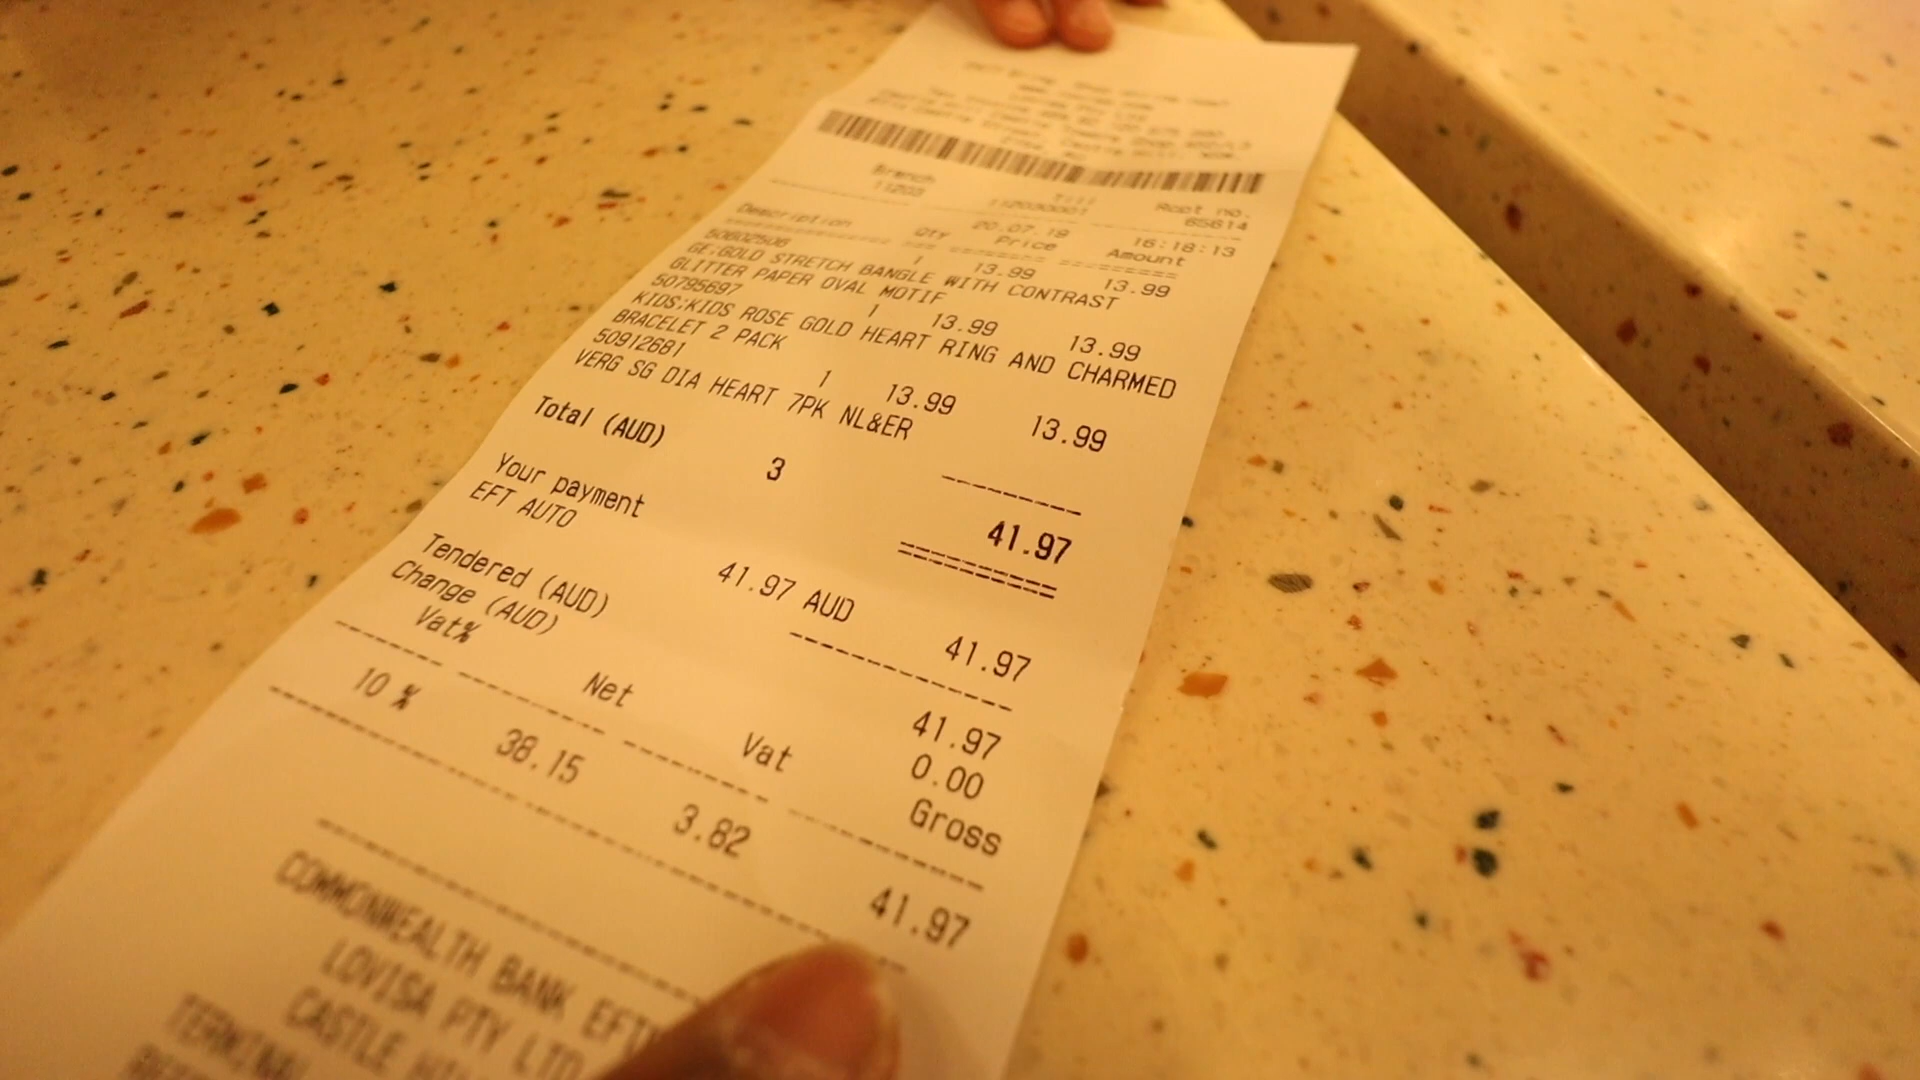 Branch Till Rcpt no.
11203 65614
20.07.19 16:18:13
Description Qty Price Amount
50602506 1 13.99 13.99
GE:GOLD STRETCH BANGLE WITH CONTRAST
GLITTER PAPER OVAL MOTIF
50795697 1 13.99 13.99
KIDS:KIDS ROSE GOLD HEART RING AND CHARMED
BRACELET 2 PACK
50912681 1 13.99 13.99
VERG SG DIA HEART 7PK NL&ER
Total (AUD) 3 41.97
Your payment
EFT AUTO 41.97 AUD 41.97
Tendered (AUD) 41.97
Change (AUD) 0.00
Vat% Net Vat Gross
10 % 38.15 3.82 41.97
COMMONWEALTH BANK
LOVISA PTY LTD
CASTLE
TERMINAL